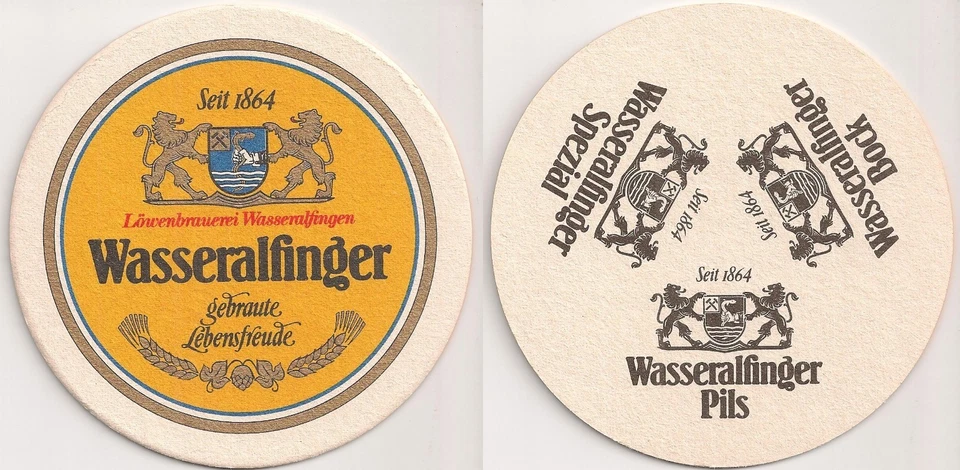 Seit 1864
Löwenbrauerei Wasseralfingen
Wasseralfinger
gebraute
Lebensfreude
Seit 1864
Wasseralfinger
Spezial
Seit 1864
Wasseralfinger
Bock
Seit 1864
Wasseralfinger
Pils